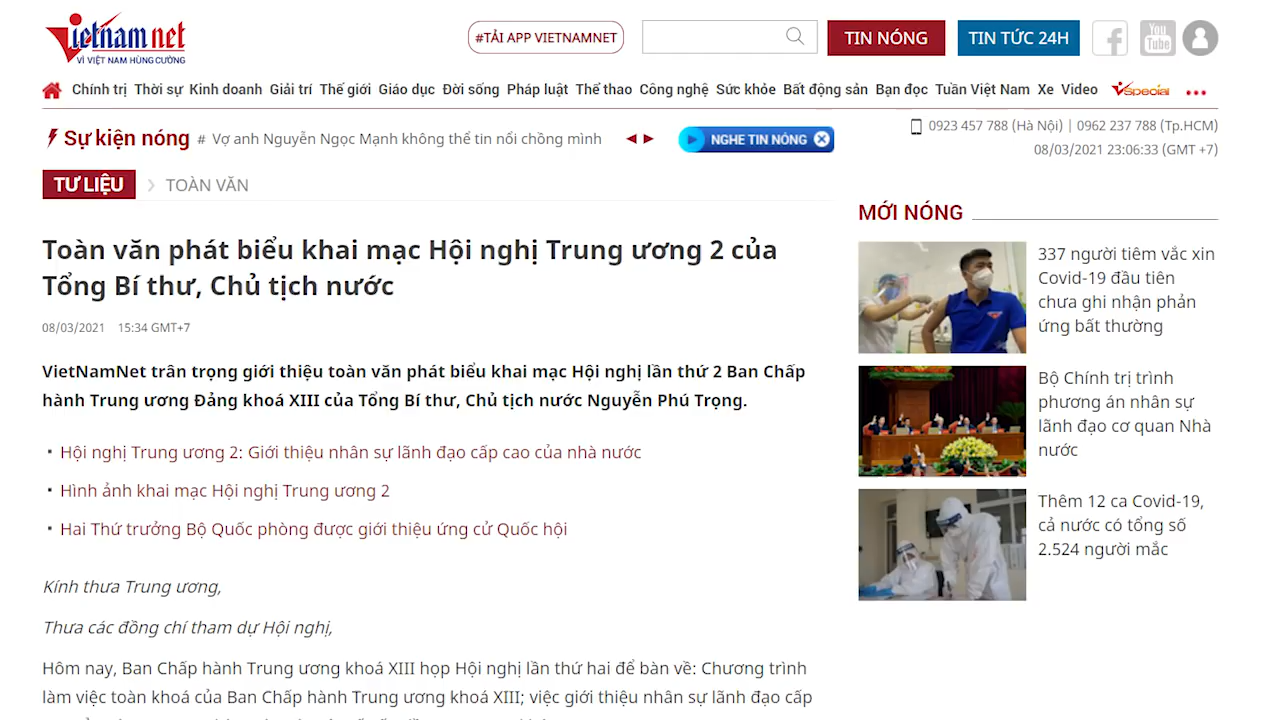 Vietnam net
VÌ VIỆT NAM HÙNG CƯỜNG
#TẢI APP VIETNAMNET
TIN NÓNG
TIN TỨC 24H
You
Tube
Chính trị Thời sự Kinh doanh Giải trí Thế giới Giáo dục Đời sống Pháp luật Thể thao Công nghệ Sức khỏe Bất động sản Bạn đọc Tuần Việt Nam Xe Video Special
Sự kiện nóng # Vợ anh Nguyễn Ngọc Mạnh không thể tin nổi chồng mình
NGHE TIN NÓNG
0923 457 788 (Hà Nội) | 0962 237 788 (Tp.HCM)
08/03/2021 23:06:33 (GMT +7)
TƯ LIỆU
TOÀN VĂN
Toàn văn phát biểu khai mạc Hội nghị Trung ương 2 của
Tổng Bí thư, Chủ tịch nước
08/03/2021 15:34 GMT+7
VietNamNet trân trọng giới thiệu toàn văn phát biểu khai mạc Hội nghị lần thứ 2 Ban Chấp
hành Trung ương Đảng khoá XIII của Tổng Bí thư, Chủ tịch nước Nguyễn Phú Trọng.
Hội nghị Trung ương 2: Giới thiệu nhân sự lãnh đạo cấp cao của nhà nước
Hình ảnh khai mạc Hội nghị Trung ương 2
Hai Thứ trưởng Bộ Quốc phòng được giới thiệu ứng cử Quốc hội
Kính thưa Trung ương,
Thưa các đồng chí tham dự Hội nghị,
Hôm nay, Ban Chấp hành Trung ương khoá XIII họp Hội nghị lần thứ hai để bàn về: Chương trình
làm việc toàn khoá của Ban Chấp hành Trung ương khoá XIII; việc giới thiệu nhân sự lãnh đạo cấp
MỚI NÓNG
337 người tiêm vắc xin
Covid-19 đầu tiên
chưa ghi nhận phản
ứng bất thường
Bộ Chính trị trình
phương án nhân sự
lãnh đạo cơ quan Nhà
nước
Thêm 12 ca Covid-19,
cả nước có tổng số
2.524 người mắc